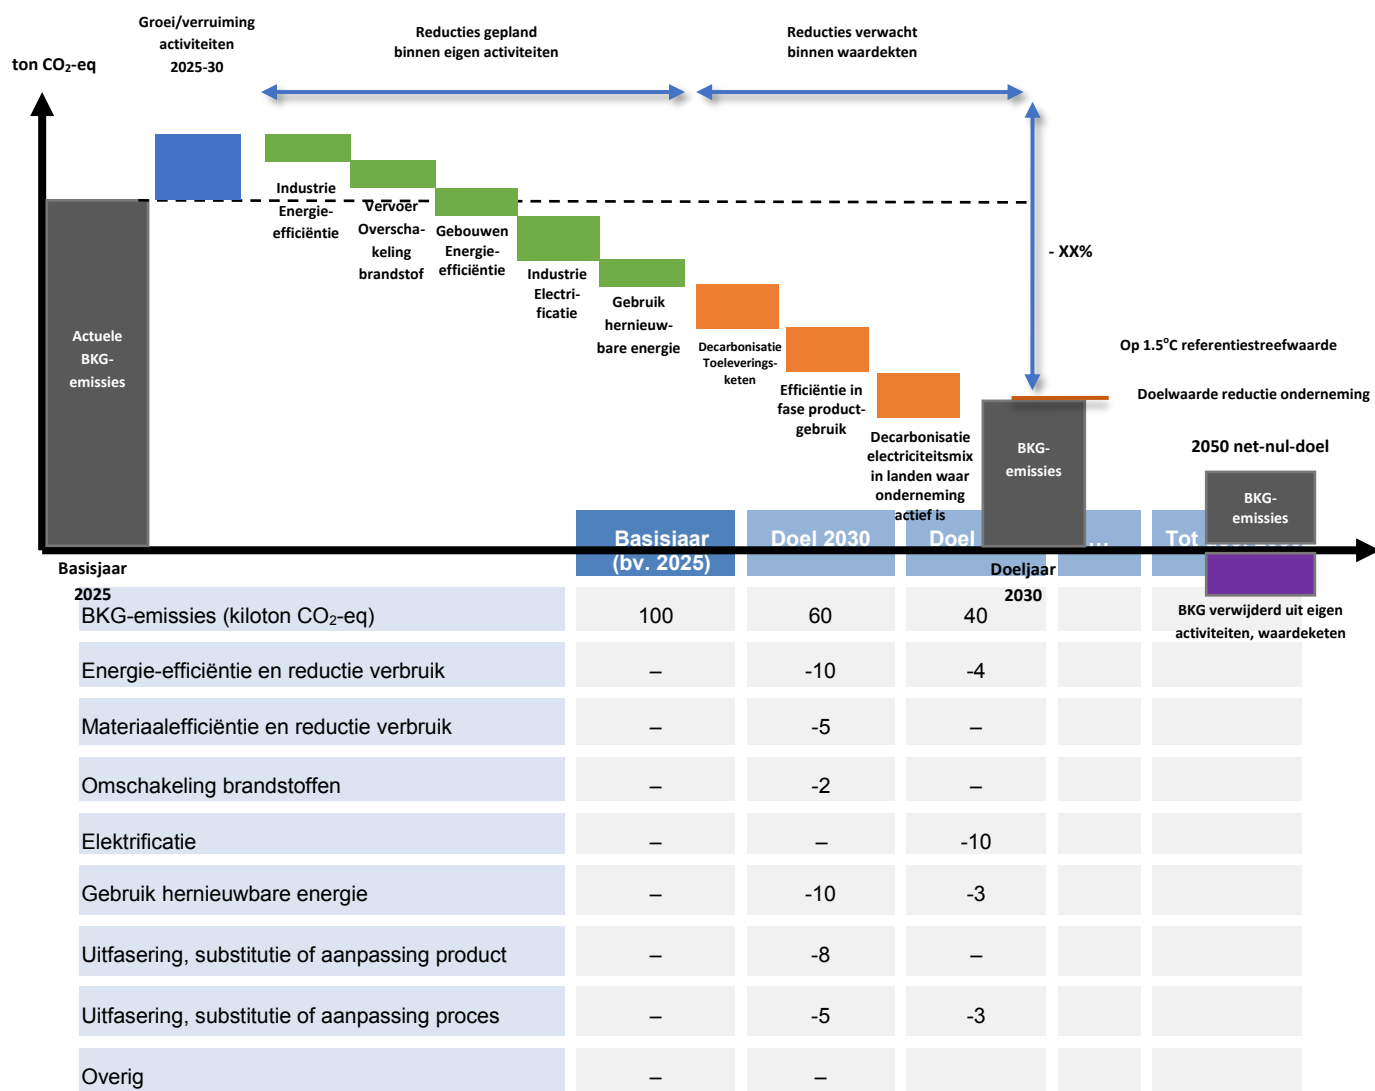 Groei/verruiming
activiteiten
2025-30
Reducties gepland
binnen eigen activiteiten
Reducties verwacht
binnen waardekten
ton CO₂-eq
Industrie
Energie-
efficiëntie
Vervoer
Overscha-
keling
brandstof
Gebouwen
Energie-
efficiëntie
Industrie
Electri-
ficatie
Gebruik
hernieuw-
bare energie
Decarbonisatie
Toeleverings-
keten
Efficiëntie in
fase product-
gebruik
Decarbonisatie
electriciteitsmix
in landen waar
onderneming
actief is
- XX%
Actuele
BKG-
emissies
Op 1.5°C referentiestreefwaarde
Doelwaarde reductie onderneming
BKG-
emissies
2050 net-nul-doel
BKG-
emissies
BKG verwijderd uit eigen
activiteiten, waardeketen
Basisjaar
2025
Doeljaar
2030
Basisiaar
(bv. 2025)
Doel 2030
Doel
...
Tot
BKG-emissies (kiloton CO₂-eq) 100 60 40
Energie-efficiëntie en reductie verbruik – -10 -4
Materiaalefficiëntie en reductie verbruik – -5 –
Omschakeling brandstoffen – -2 –
Elektrificatie – – -10
Gebruik hernieuwbare energie – -10 -3
Uitfasering, substitutie of aanpassing product – -8 –
Uitfasering, substitutie of aanpassing proces – -5 -3
Overig – –